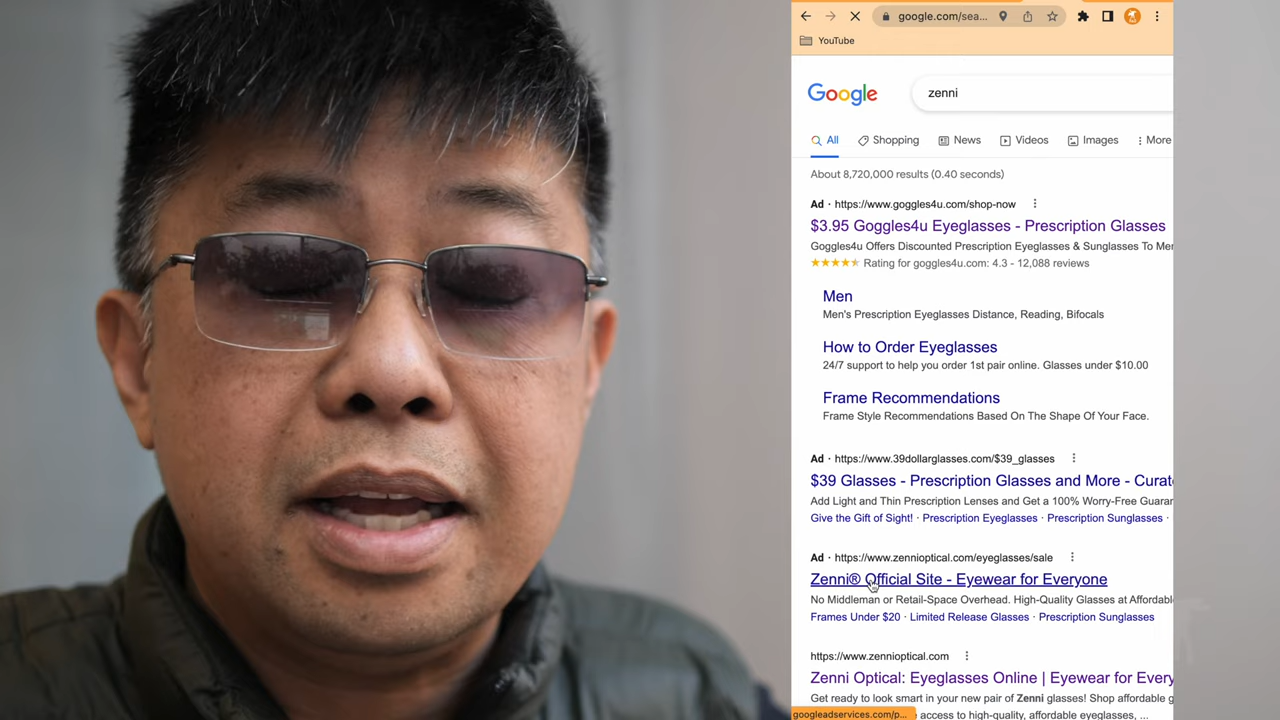 google.com/sea...
YouTube
Google
zenni
All
Shopping
News
Videos
Images
More
About 8,720,000 results (0.40 seconds)
Ad · https://www.goggles4u.com/shop-now
$3.95 Goggles4u Eyeglasses - Prescription Glasses
Goggles4u Offers Discounted Prescription Eyeglasses & Sunglasses To Mer
Rating for goggles4u.com: 4.3 - 12,088 reviews
Men
Men's Prescription Eyeglasses Distance, Reading, Bifocals
How to Order Eyeglasses
24/7 support to help you order 1st pair online. Glasses under $10.00
Frame Recommendations
Frame Style Recommendations Based On The Shape Of Your Face.
Ad · https://www.39dollarglasses.com/$39_glasses
$39 Glasses - Prescription Glasses and More - Curate
Add Light and Thin Prescription Lenses and Get a 100% Worry-Free Guarar
Give the Gift of Sight! · Prescription Eyeglasses · Prescription Sunglasses ·
Ad · https://www.zennioptical.com/eyeglasses/sale
Zenni® Official Site - Eyewear for Everyone
No Middleman or Retail-Space Overhead. High-Quality Glasses at Affordable
Frames Under $20 · Limited Release Glasses · Prescription Sunglasses
https://www.zennioptical.com
Zenni Optical: Eyeglasses Online | Eyewear for Every
Get ready to look smart in your new pair of Zenni glasses! Shop affordable g
googleadservices.com/p... access to high-quality, affordable eyeglasses, ...